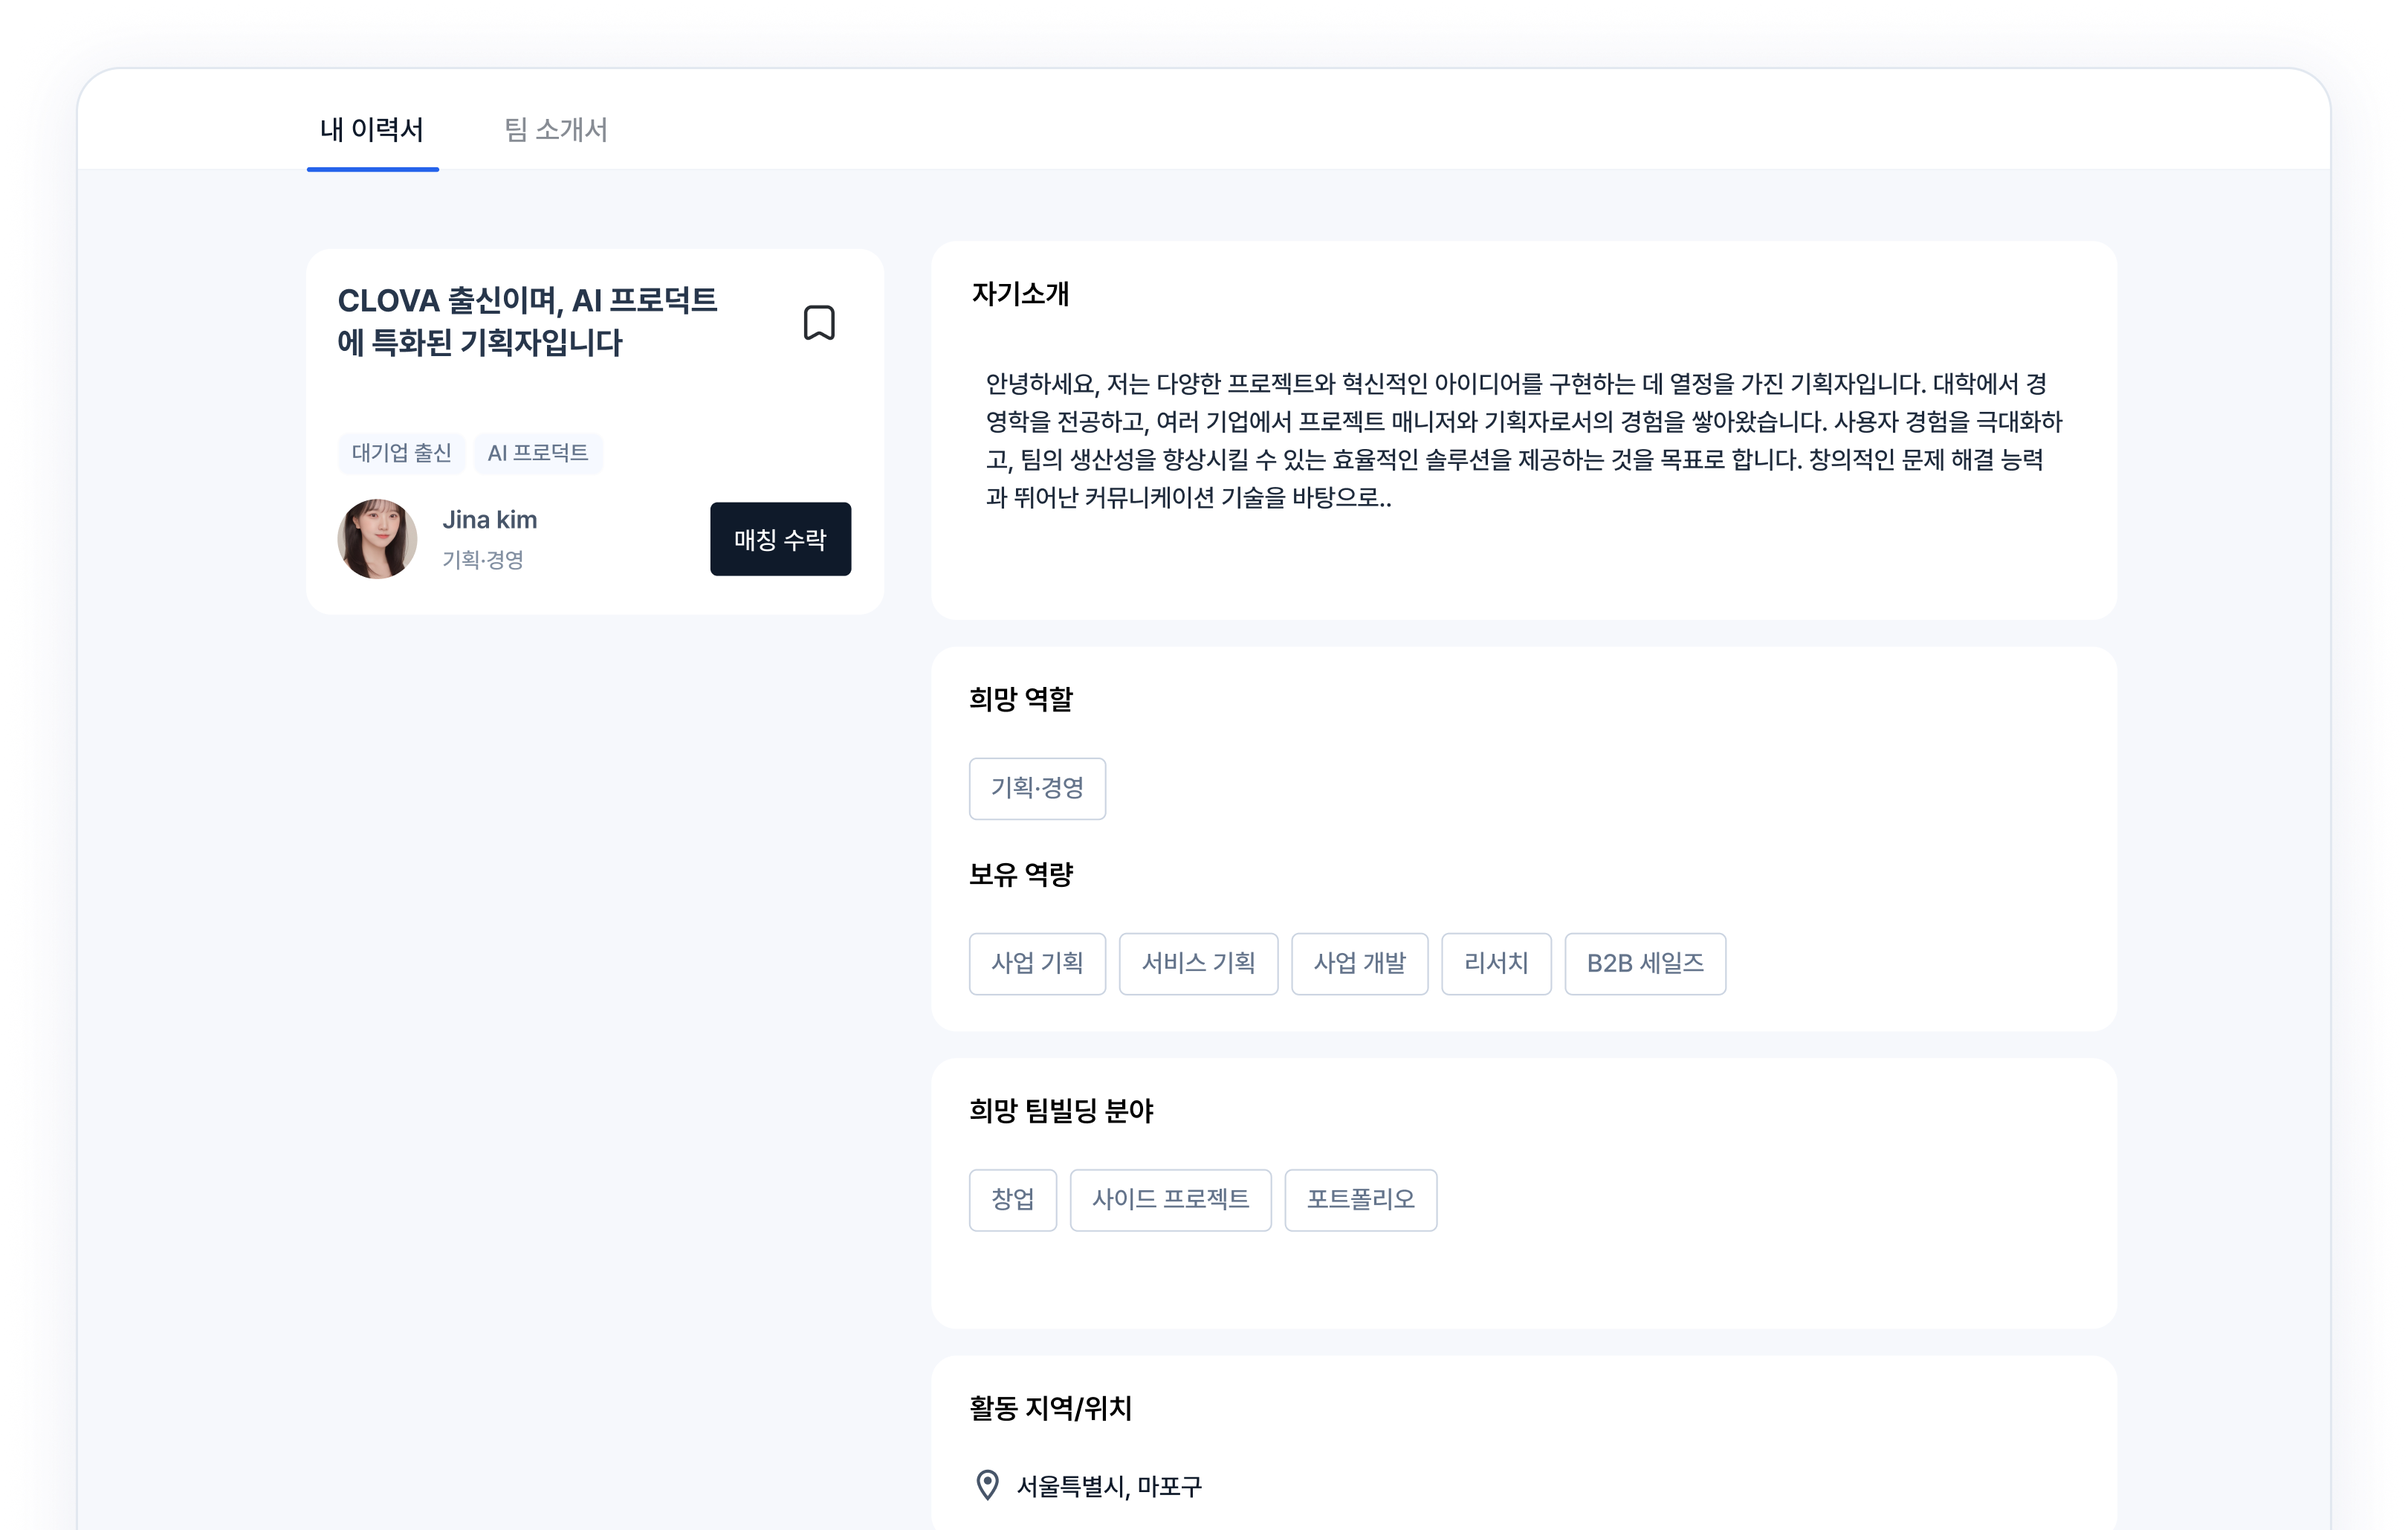 내 이력서
팀 소개서
CLOVA 출신이며, AI 프로덕트
에 특화된 기획자입니다
대기업 출신
AI 프로덕트
Jina kim
기획·경영
매칭 수락
자기소개
안녕하세요, 저는 다양한 프로젝트와 혁신적인 아이디어를 구현하는 데 열정을 가진 기획자입니다. 대학에서 경
영학을 전공하고, 여러 기업에서 프로젝트 매니저와 기획자로서의 경험을 쌓아왔습니다. 사용자 경험을 극대화하
고, 팀의 생산성을 향상시킬 수 있는 효율적인 솔루션을 제공하는 것을 목표로 합니다. 창의적인 문제 해결 능력
과 뛰어난 커뮤니케이션 기술을 바탕으로..
희망 역할
기획·경영
보유 역량
사업 기획
서비스 기획
사업 개발
리서치
B2B 세일즈
희망 팀빌딩 분야
창업
사이드 프로젝트
포트폴리오
활동 지역/위치
서울특별시, 마포구